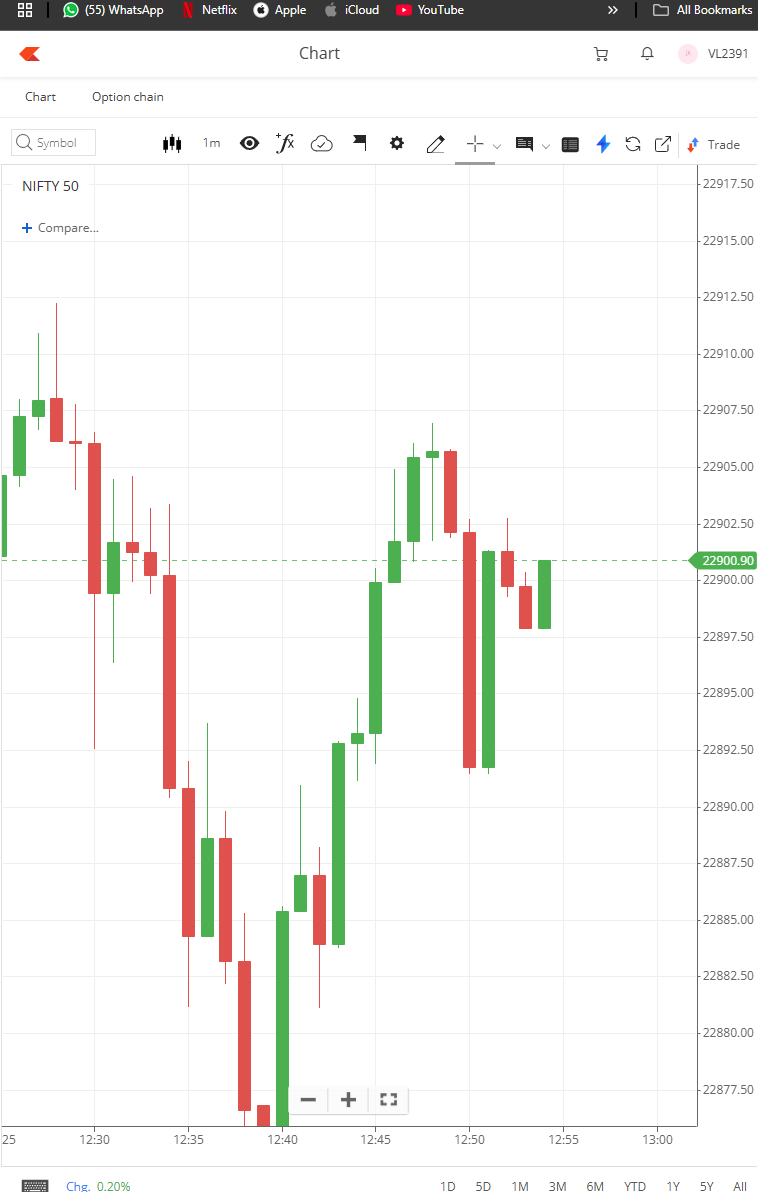 (55) WhatsApp Netflix Apple iCloud YouTube » All Bookmarks
Chart VL2391
Chart Option chain
Symbol 1m fx Trade
NIFTY 50
+ Compare...
22917.50
22915.00
22912.50
22910.00
22907.50
22905.00
22902.50
22900.90
22900.00
22897.50
22895.00
22892.50
22890.00
22887.50
22885.00
22882.50
22880.00
22877.50
25 12:30 12:35 12:40 12:45 12:50 12:55 13:00
Chg. 0.20% 1D 5D 1M 3M 6M YTD 1Y 5Y All